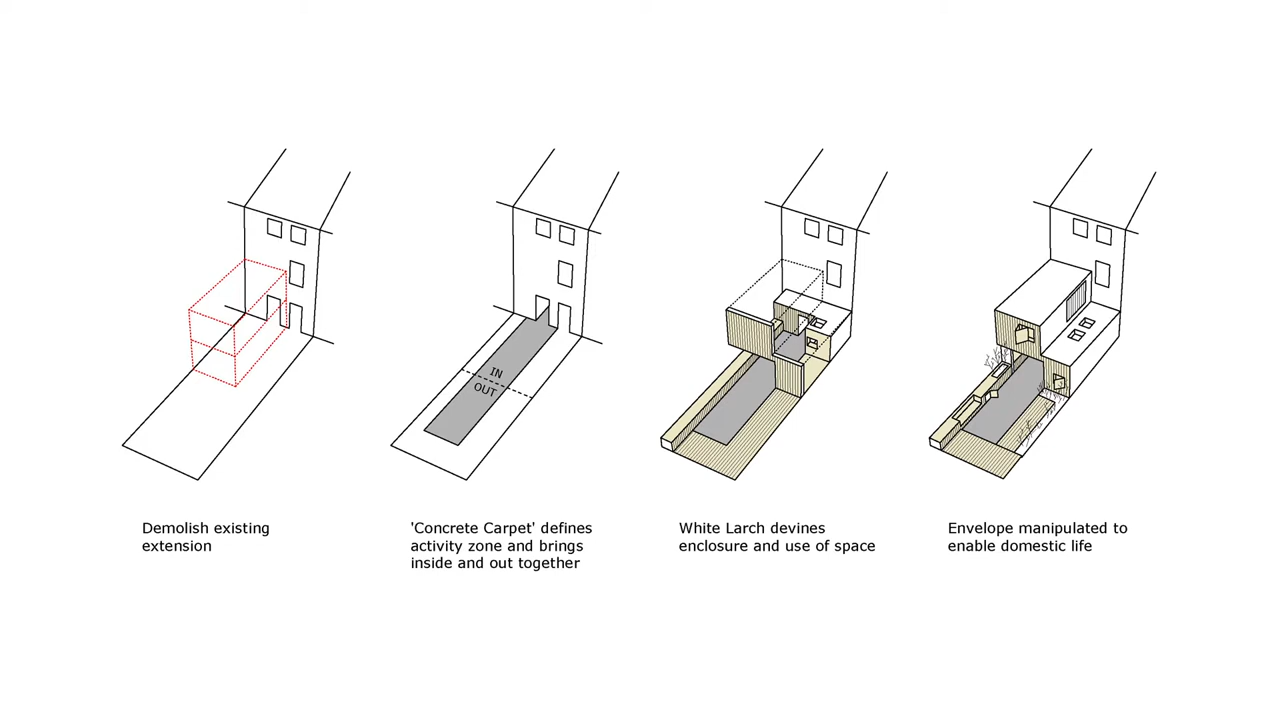 IN
OUT
Demolish existing
extension
'Concrete Carpet' defines
activity zone and brings
inside and out together
White Larch devines
enclosure and use of space
Envelope manipulated to
enable domestic life